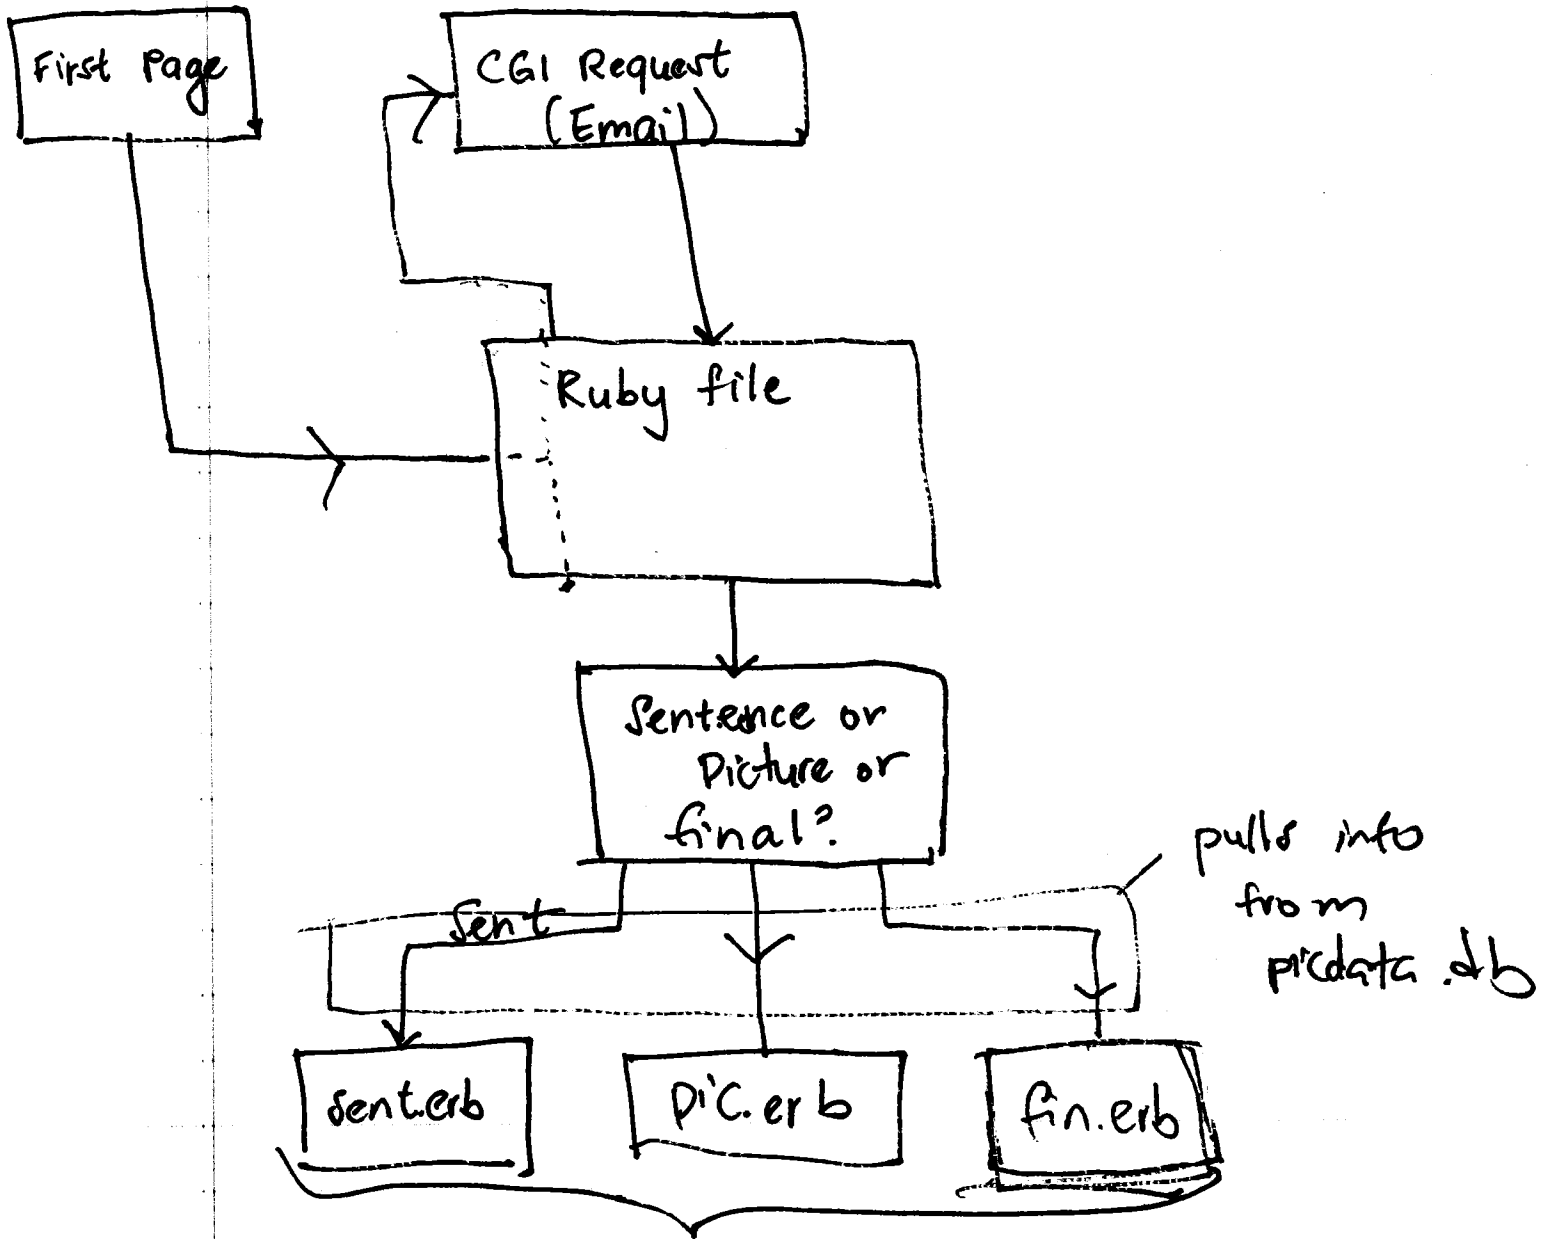 First Page
CGI Request
(Email)
Ruby file
Sentence or
Picture or
final?
sent
pulls info
from
picdata.db
sent.erb
pic.erb
fin.erb